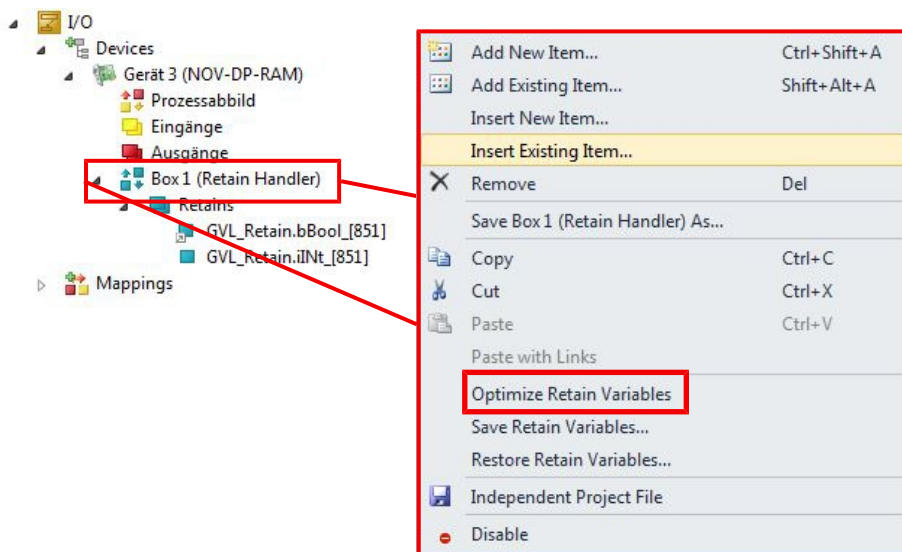 I/O
Devices
Gerät 3 (NOV-DP-RAM)
Prozessabbild
Eingänge
Ausgänge
Box 1 (Retain Handler)
Retains
GVL_Retain.bBool_[851]
GVL_Retain.iINt_[851]
Mappings
Add New Item... Ctrl+Shift+A
Add Existing Item... Shift+Alt+A
Insert New Item...
Insert Existing Item...
Remove Del
Save Box 1 (Retain Handler) As...
Copy Ctrl+C
Cut Ctrl+X
Paste Ctrl+V
Paste with Links
Optimize Retain Variables
Save Retain Variables...
Restore Retain Variables...
Independent Project File
Disable